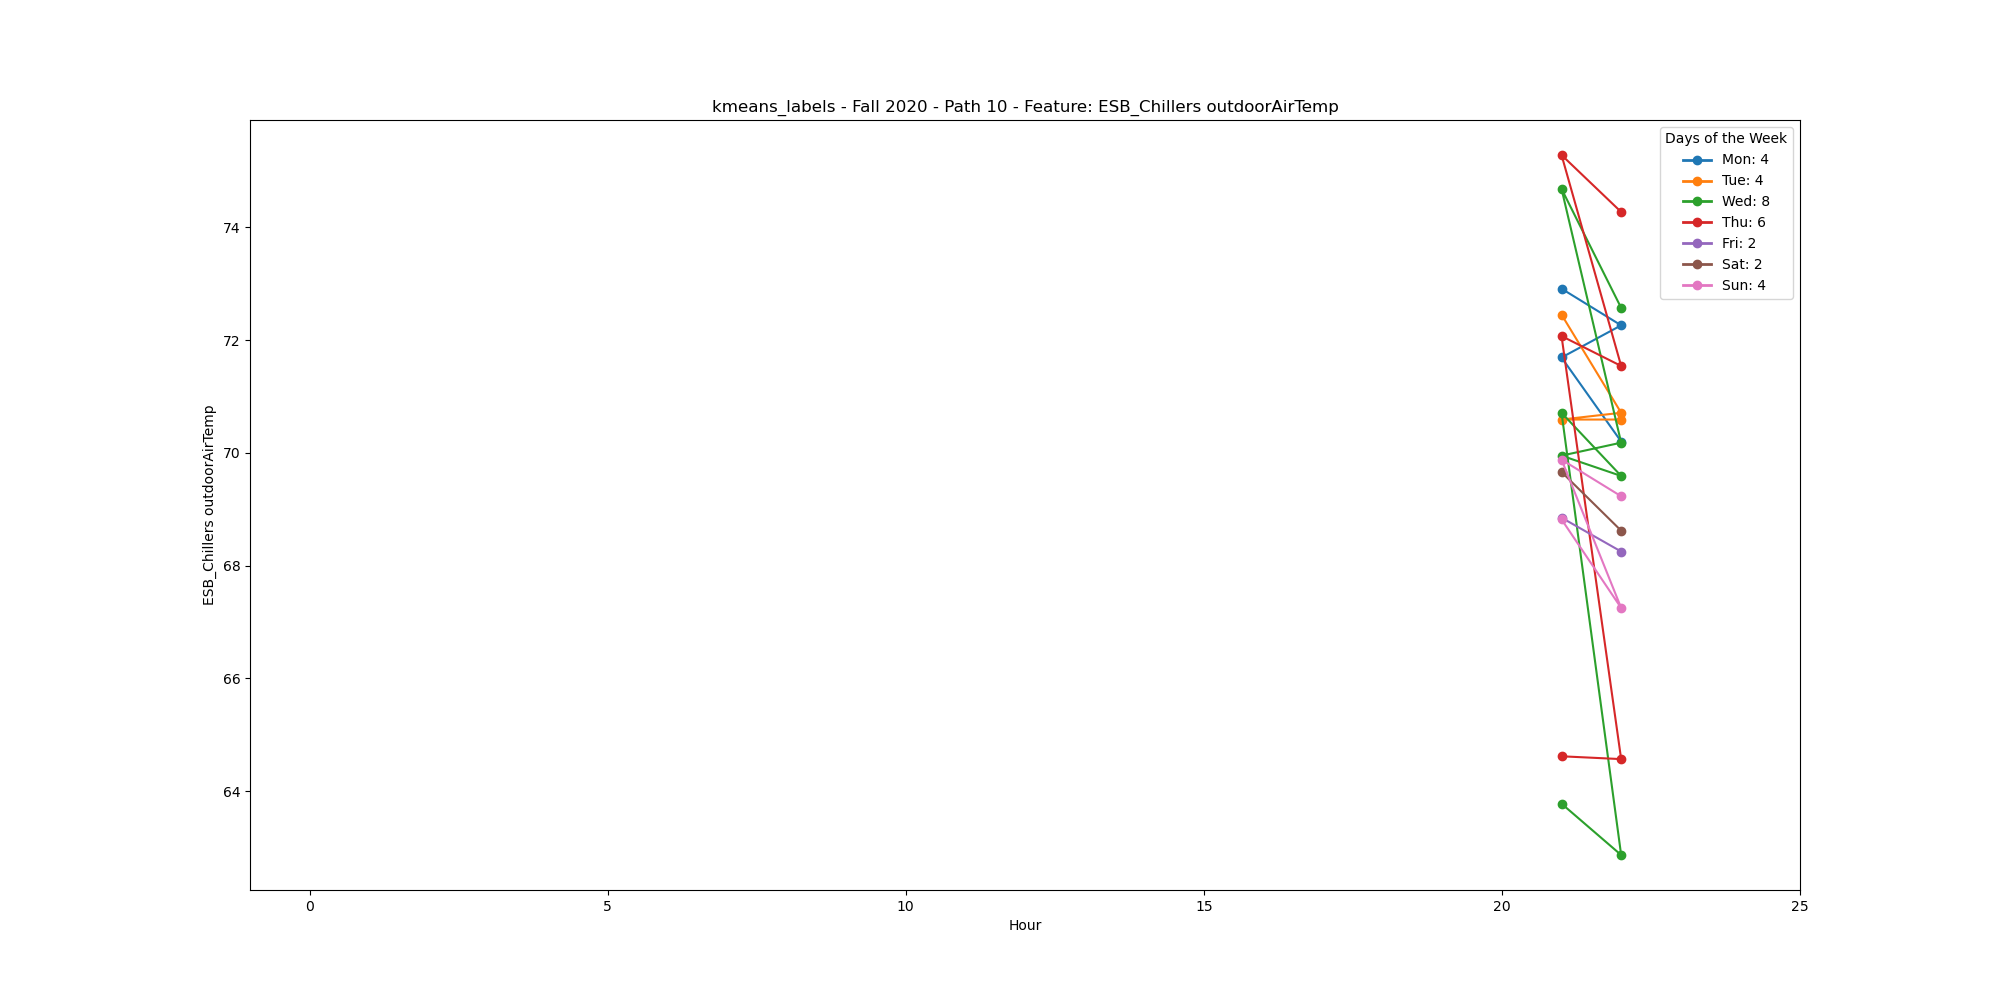 kmeans_labels - Fall 2020 - Path 10 - Feature: ESB_Chillers outdoorAirTemp
Days of the Week
Mon: 4
Tue: 4
Wed: 8
Thu: 6
Fri: 2
Sat: 2
Sun: 4
ESB_Chillers outdoorAirTemp
74
72
70
68
66
64
0
5
10
15
20
25
Hour